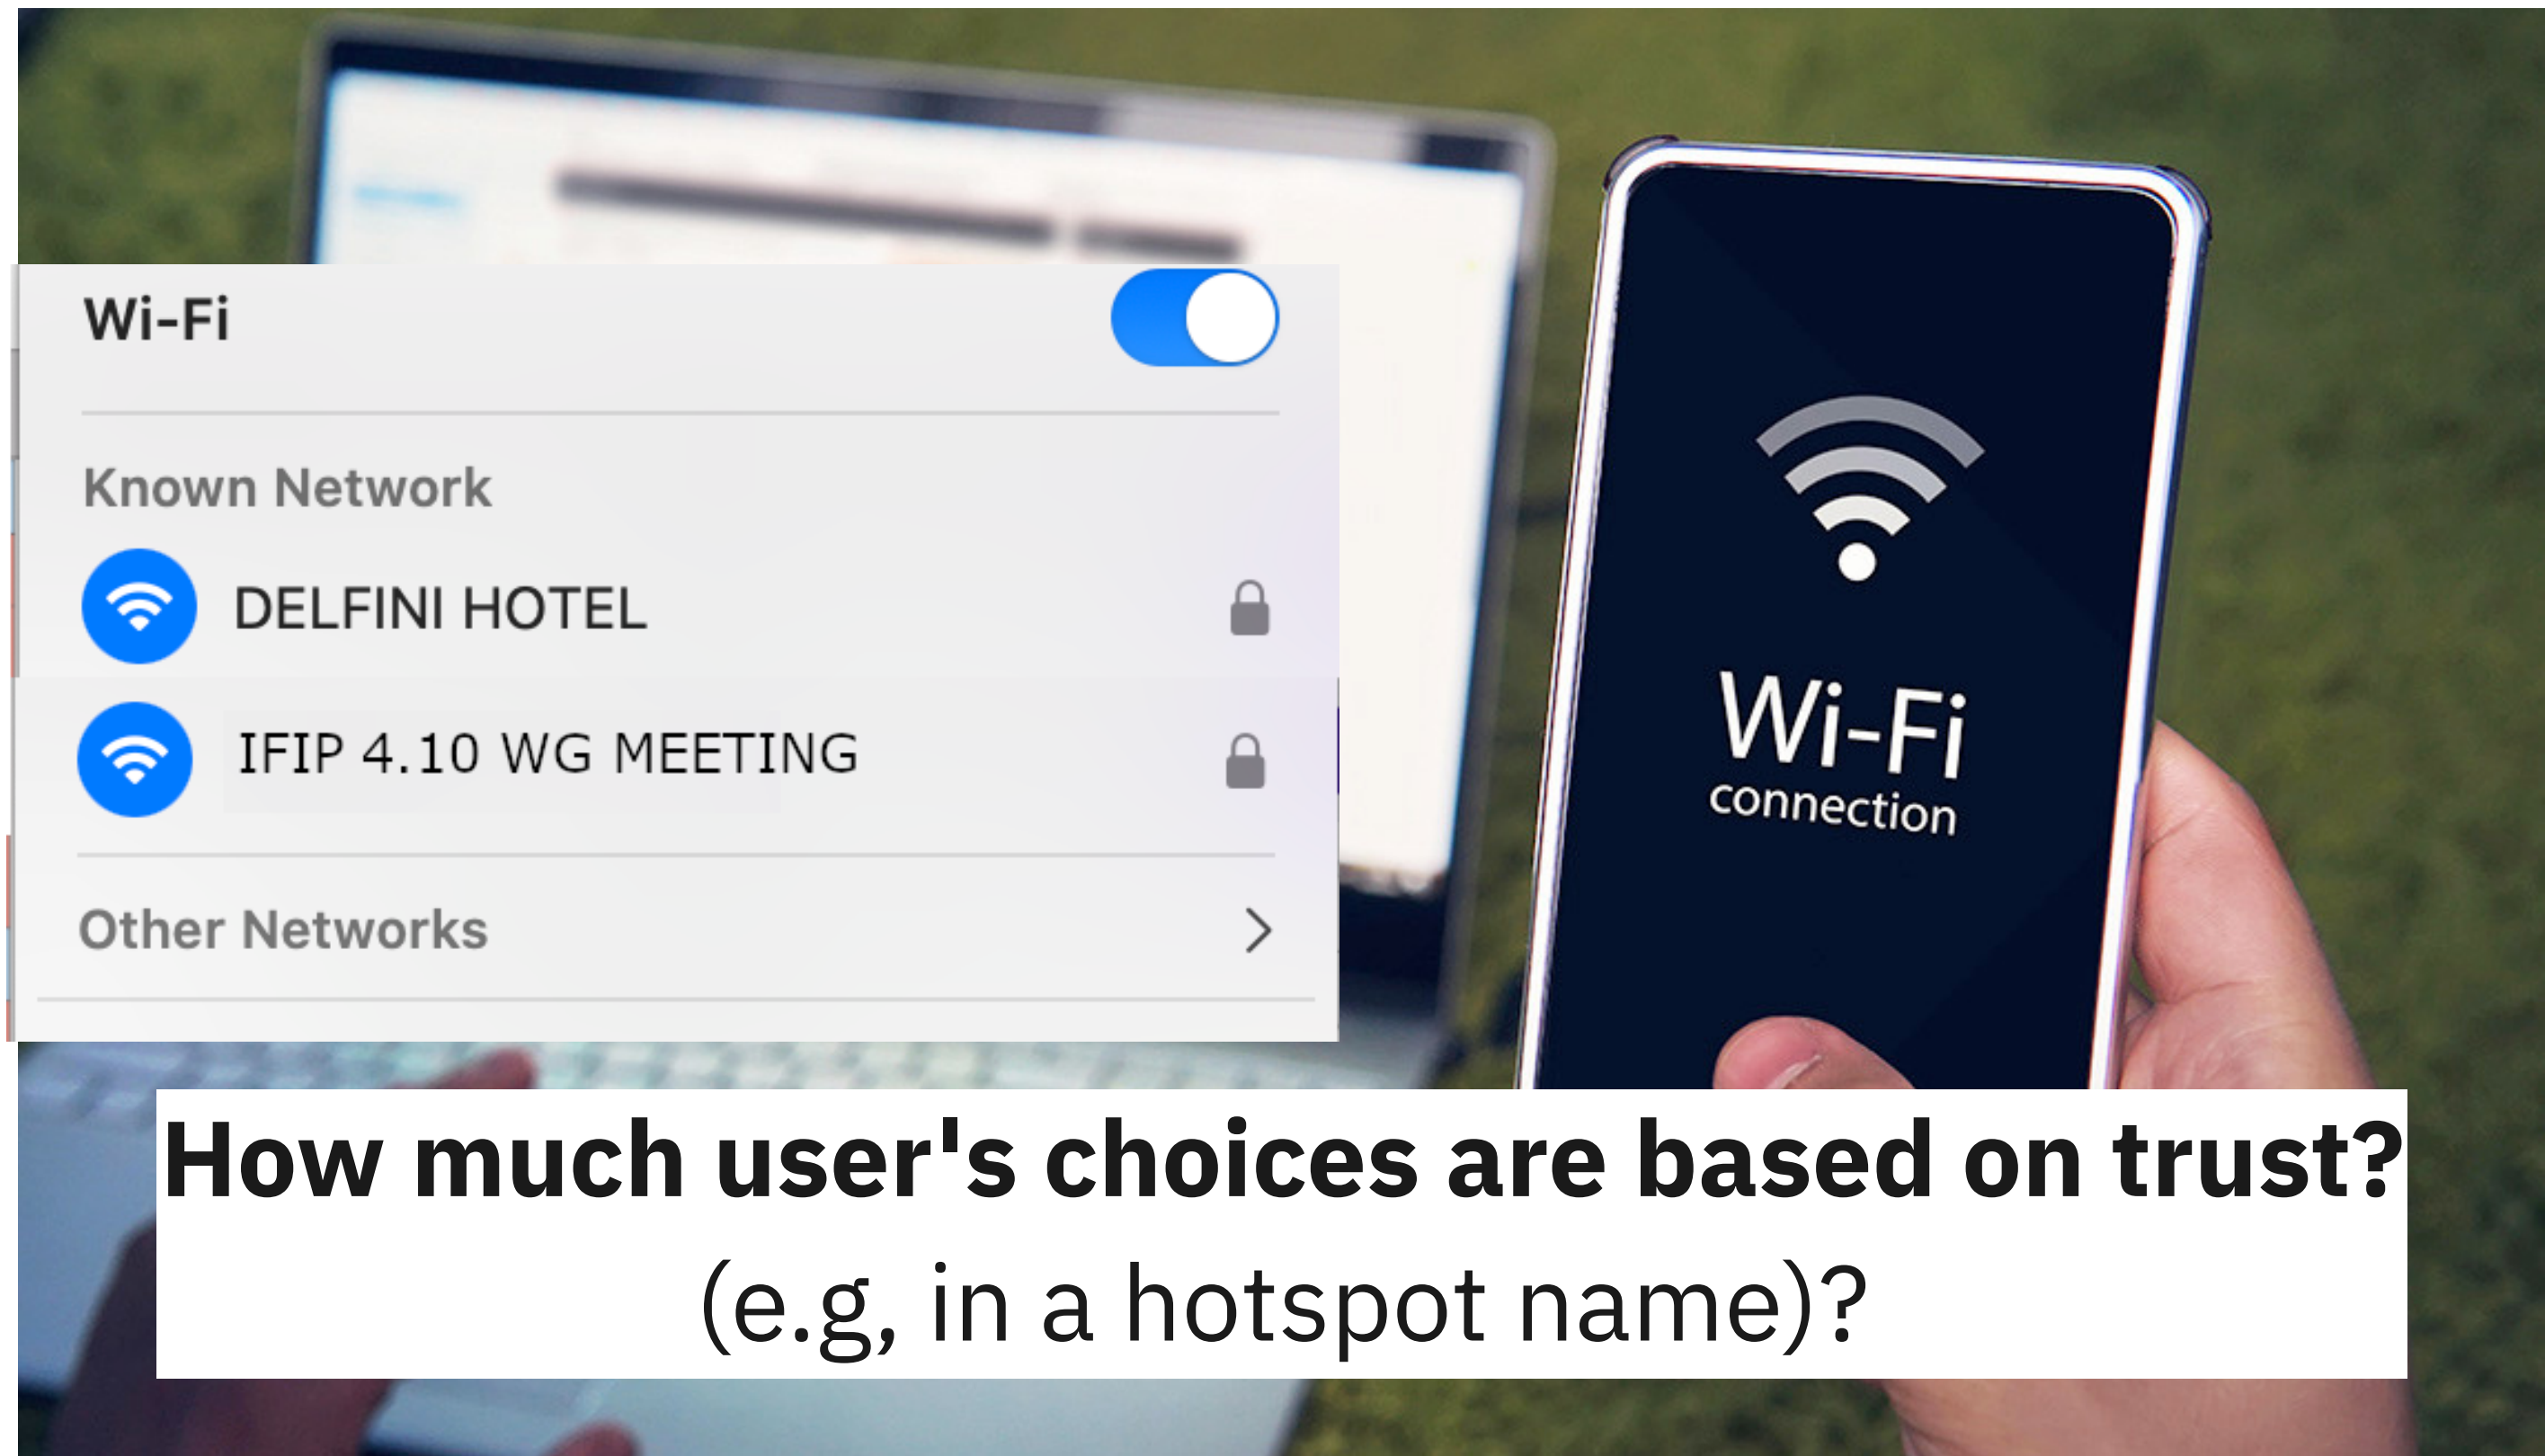 Wi-Fi
Known Network
DELFINI HOTEL
IFIP 4.10 WG MEETING
Other Networks
Wi-Fi
connection
How much user's choices are based on trust?
(e.g, in a hotspot name)?